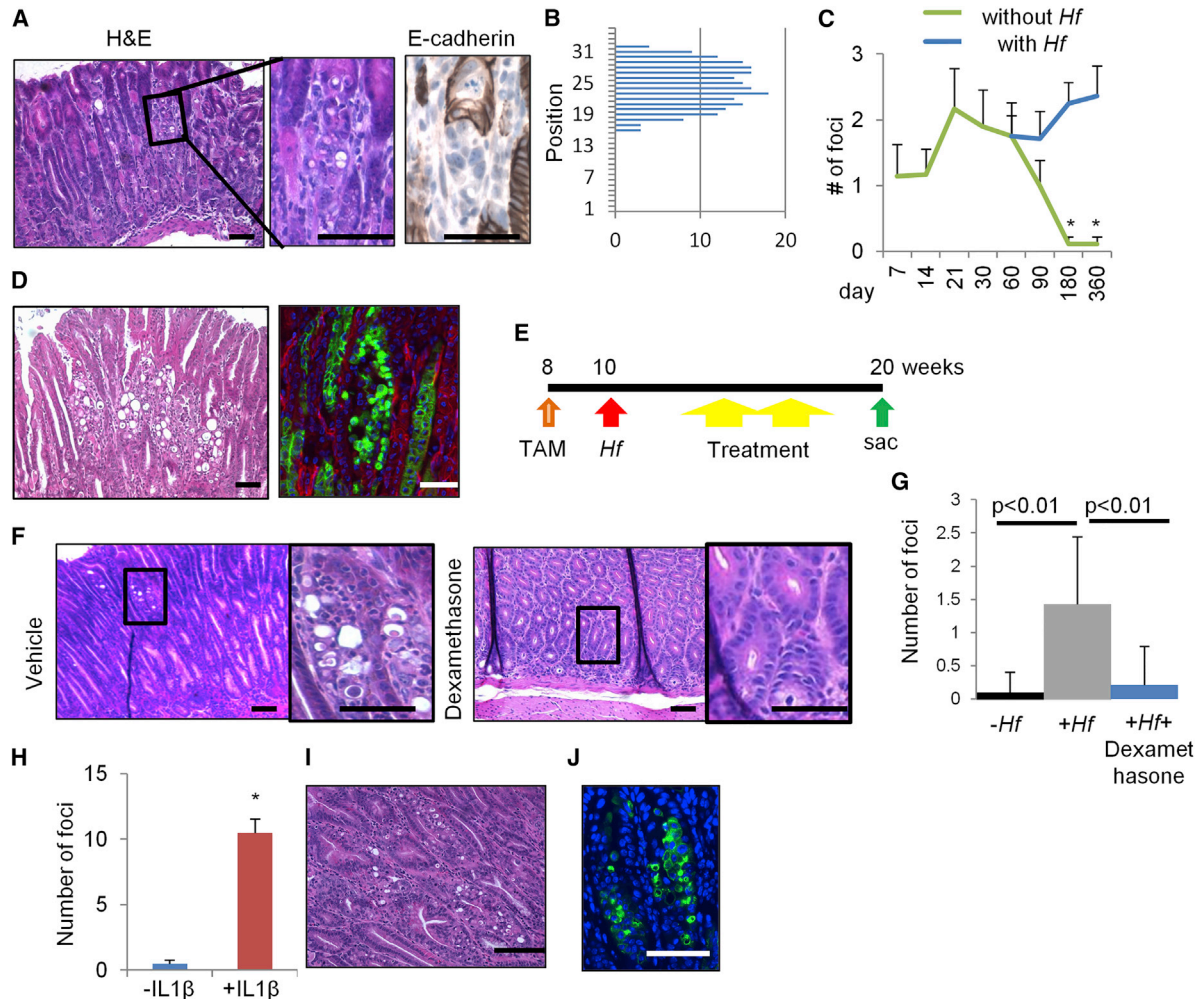 A
H&E
E-cadherin
B
Position
31
25
19
13
7
1
0
10
20
C
without Hf
with Hf
# of foci
3
2
1
0
* *
day
7
14
21
30
60
90
180
360
D
E
8
10
20 weeks
TAM
Hf
Treatment
sac
F
Vehicle
Dexamethasone
G
Number of foci
3
2.5
2
1.5
1
0.5
0
p<0.01
p<0.01
-Hf
+Hf
+Hf+
Dexamet
hasone
H
Number of foci
15
10
5
0
*
-IL1β
+IL1β
I
J